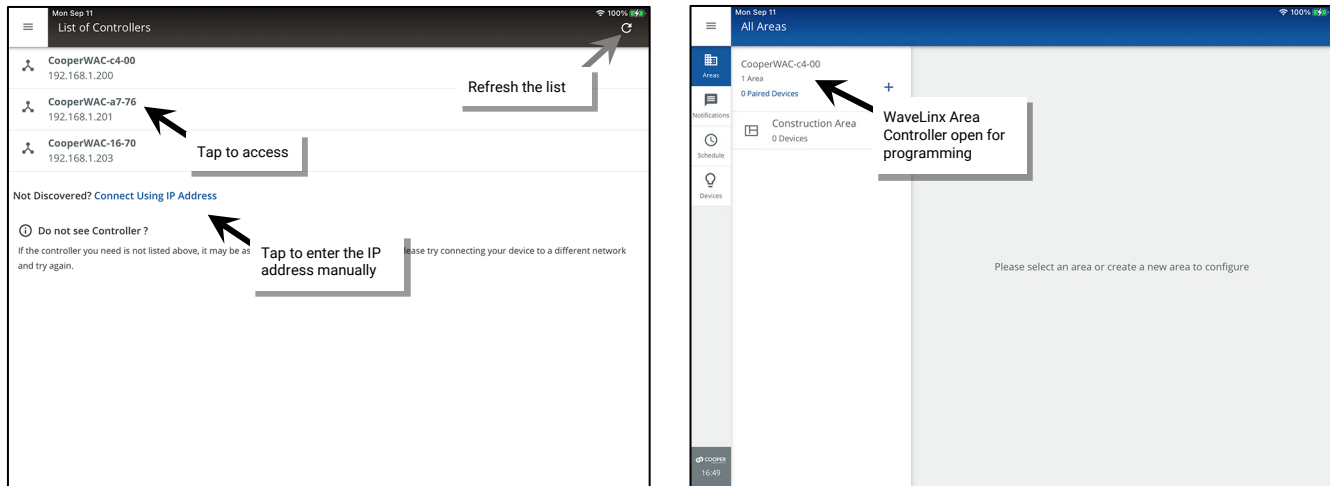 Mon Sep 11
100%
List of Controllers
CooperWAC-c4-00
192.168.1.200
Refresh the list
CooperWAC-a7-76
192.168.1.201
CooperWAC-16-70
192.168.1.203
Tap to access
Not Discovered? Connect Using IP Address
Do not see Controller ?
If the controller you need is not listed above, it may be as
lease try connecting your device to a different network
and try again.
Tap to enter the IP
address manually
Mon Sep 11
100%
All Areas
Areas
Notifications
Schedule
Devices
CooperWAC-c4-00
1 Area
0 Paired Devices
+
Construction Area
0 Devices
WaveLinx Area
Controller open for
programming
Please select an area or create a new area to configure
COOPER
16:49